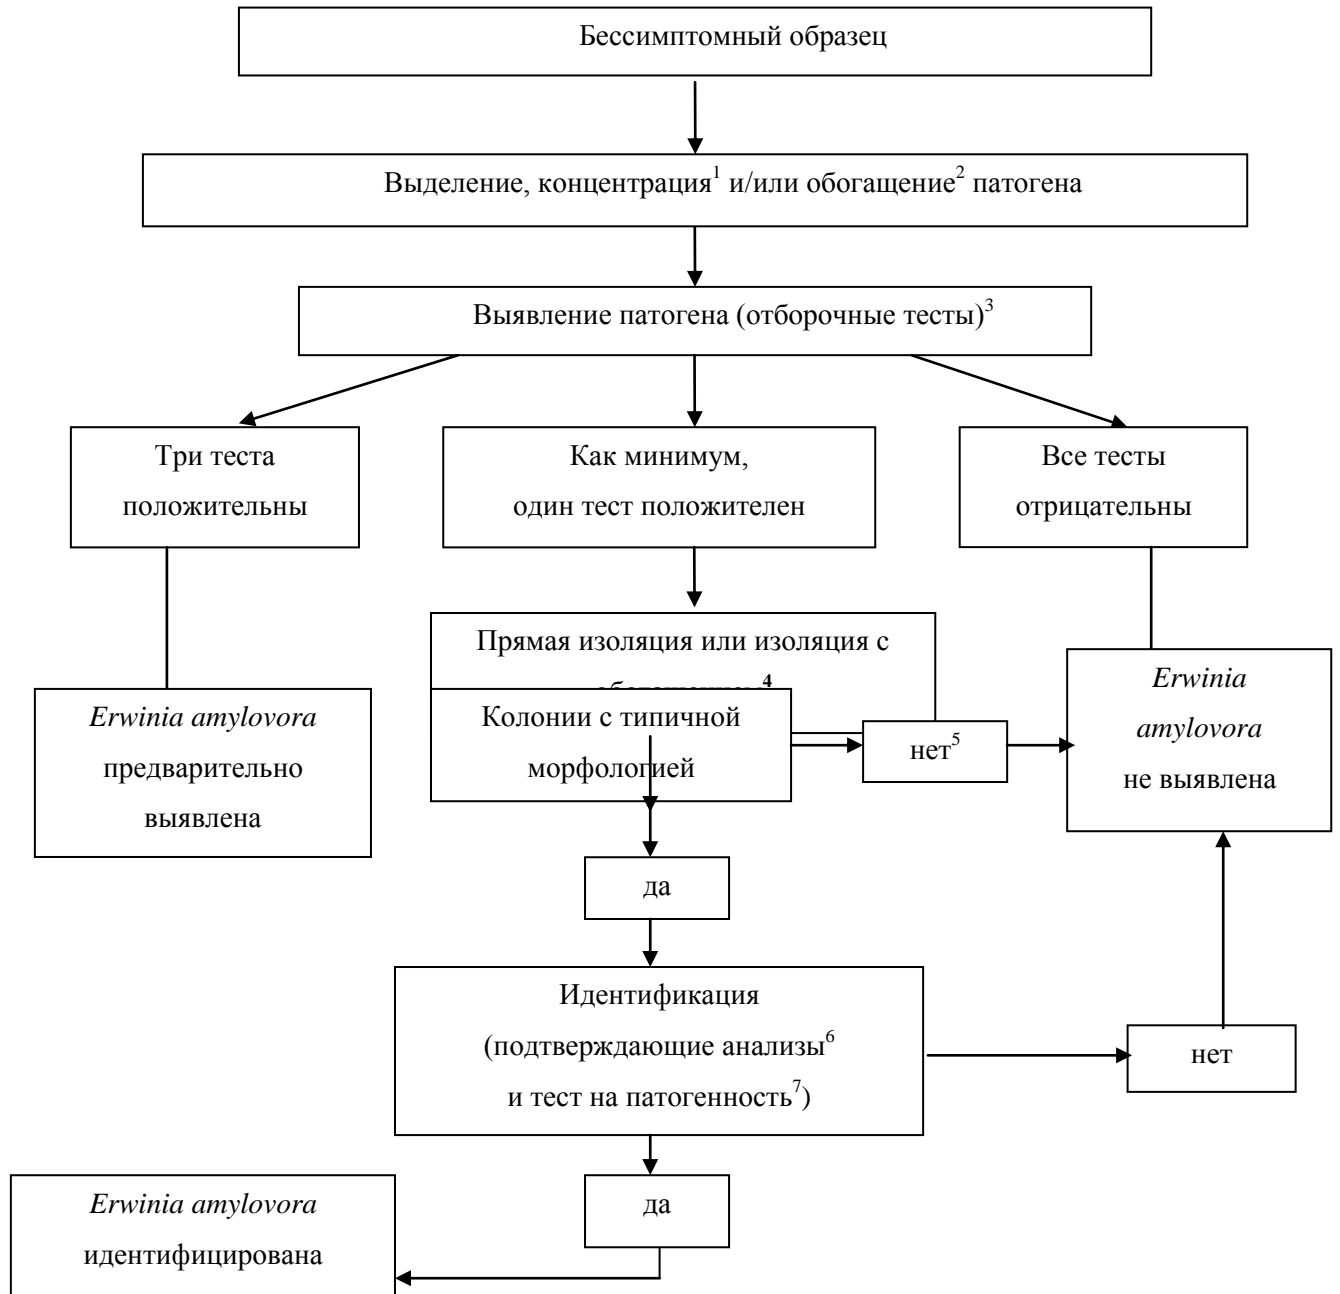 Бессимптомный образец
Выделение, концентрация¹ и/или обогащение² патогена
Выявление патогена (отборочные тесты)³
Три теста
положительны
Как минимум,
один тест положителен
Все тесты
отрицательны
Прямая изоляция или изоляция с
4
Колонии с типичной
морфологией
нет⁵
Erwinia
amylovora
не выявлена
Erwinia amylovora
предварительно
выявлена
да
Идентификация
(подтверждающие анализы⁶
и тест на патогенность⁷)
нет
да
Erwinia amylovora
идентифицирована